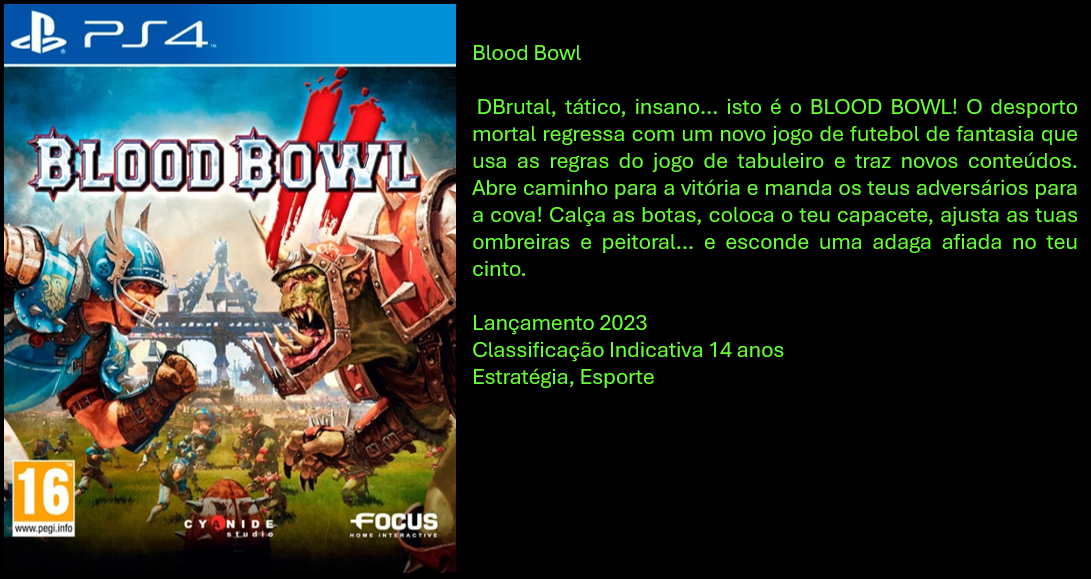 PS4
BLOOD BOWL
II
16
www.pegi.info
CYANIDE
studio
FOCUS
HOME INTERACTIVE
Blood Bowl
DBrutal, tático, insano... isto é o BLOOD BOWL! O desporto
mortal regressa com um novo jogo de futebol de fantasia que
usa as regras do jogo de tabuleiro e traz novos conteúdos.
Abre caminho para a vitória e manda os teus adversários para
a cova! Calça as botas, coloca o teu capacete, ajusta as tuas
ombreiras e peitoral... e esconde uma adaga afiada no teu
cinto.
Lançamento 2023
Classificação Indicativa 14 anos
Estratégia, Esporte